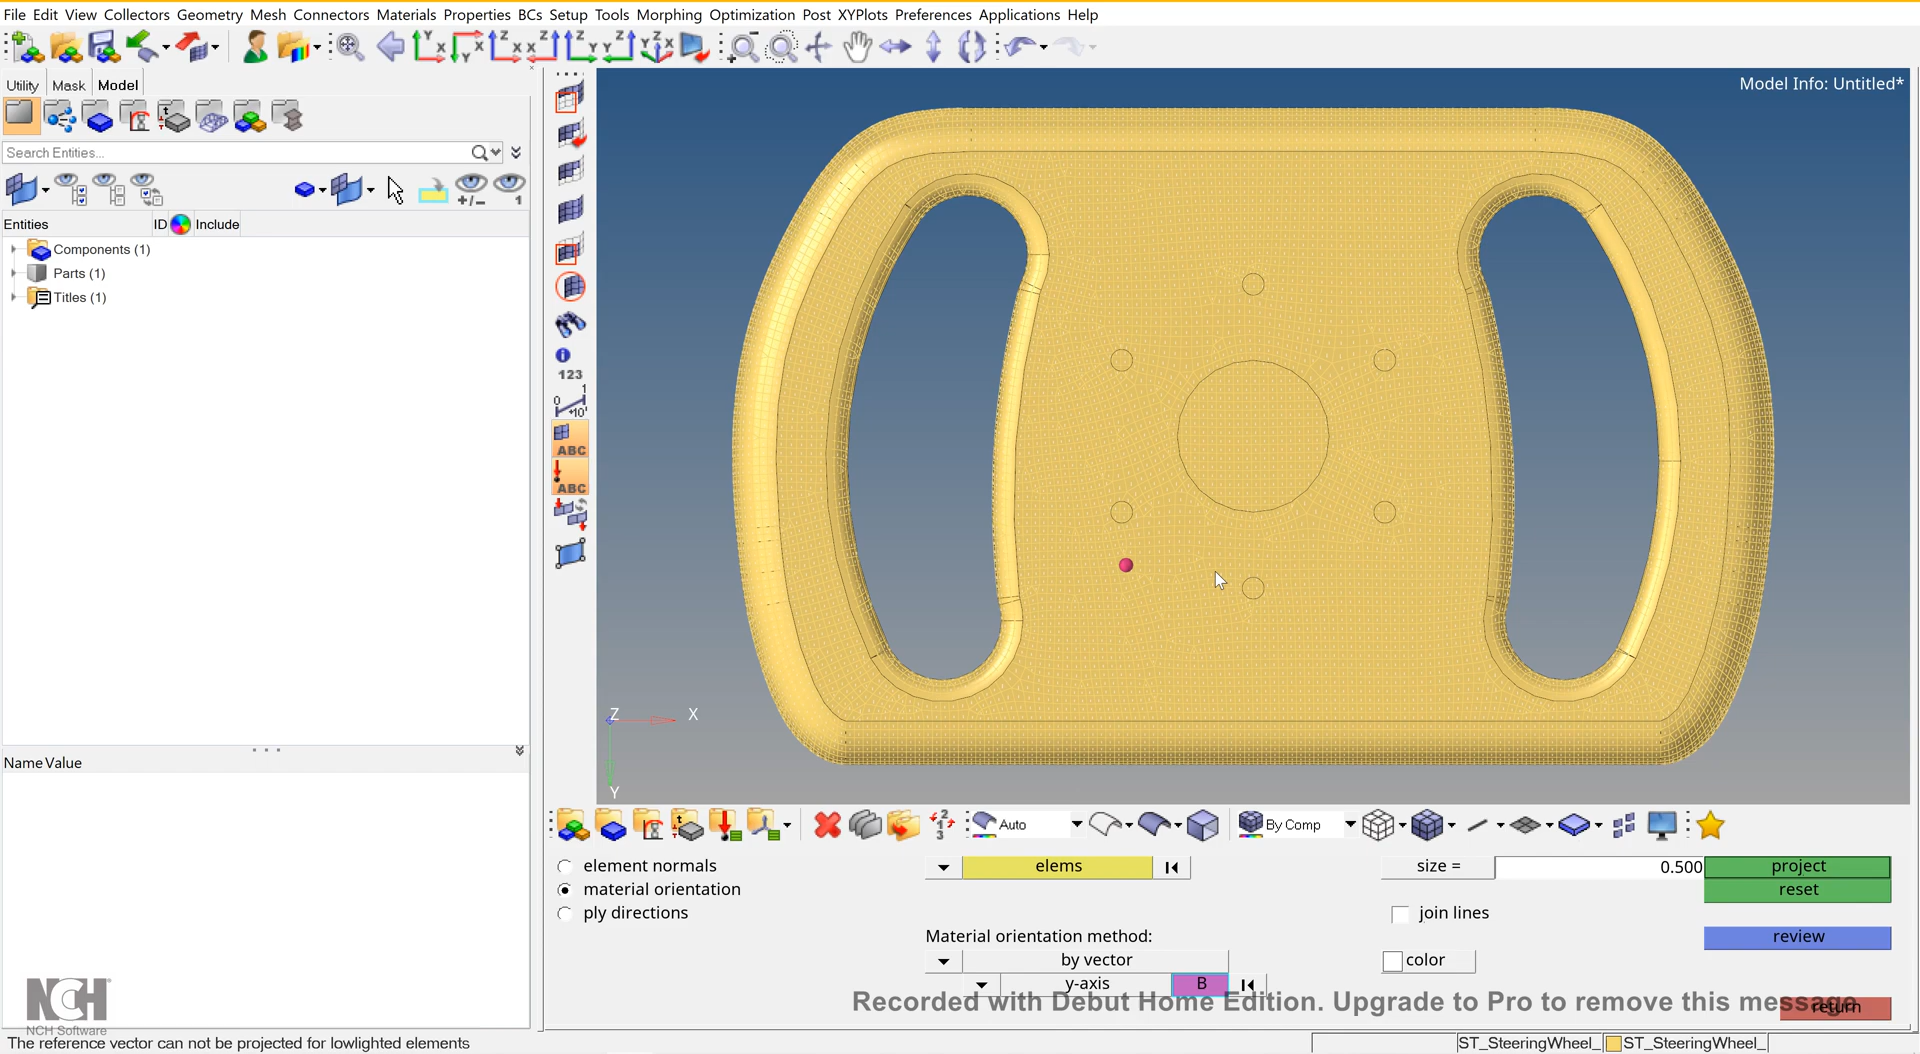 File Edit View Collectors Geometry Mesh Connectors Materials Properties BCs Setup Tools Morphing Optimization Post XYPlots Preferences Applications Help
Utility Mask Model
Model Info: Untitled*
Search Entities...
Entities ID Include
Components (1)
Parts (1)
Titles (1)
123
ABC
ABC
Z X
Y
Name Value
Auto
By Comp
element normals
material orientation
ply directions
elems
size = 0.500
project
reset
join lines
review
Material orientation method:
by vector
color
y-axis B
Recorded with Debut Home Edition. Upgrade to Pro to remove this message
return
NCH
NCH Software
The reference vector can not be projected for lowlighted elements
ST_SteeringWheel_ ST_SteeringWheel_